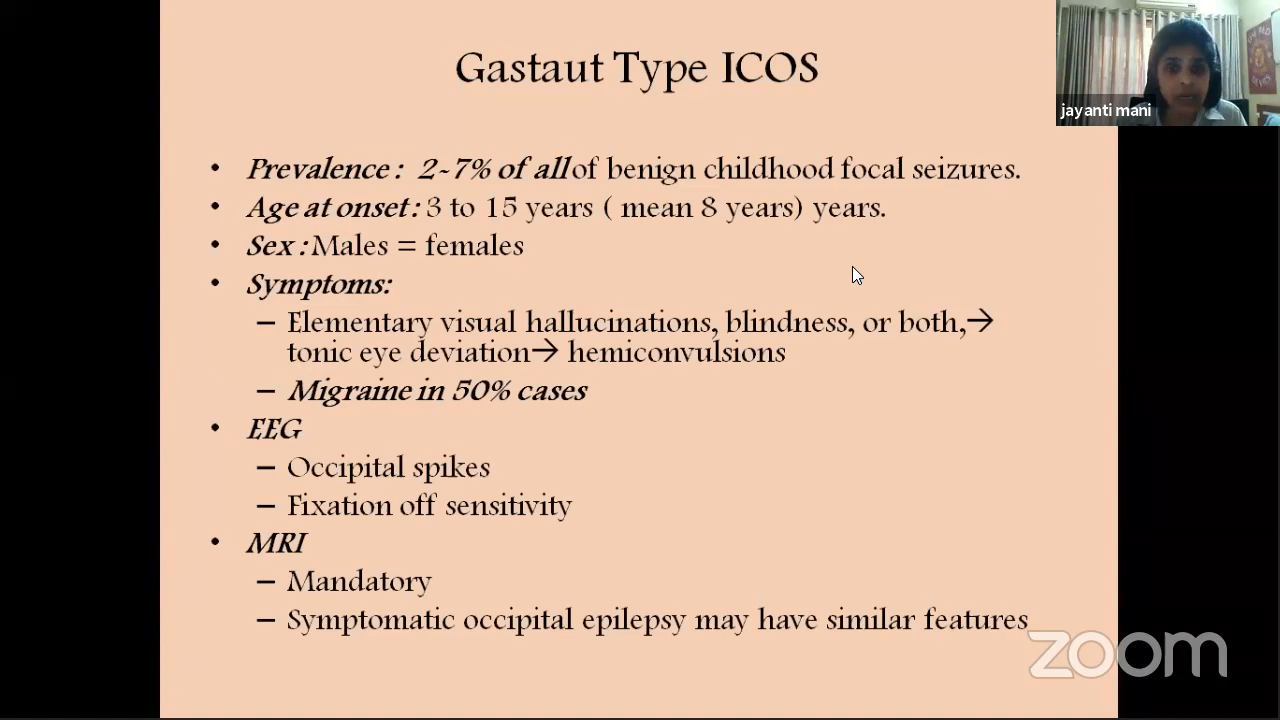 Gastaut Type ICOS
jayanti mani
• Prevalence : 2-7% of all of benign childhood focal seizures.
• Age at onset : 3 to 15 years ( mean 8 years) years.
• Sex : Males = females
• Symptoms:
– Elementary visual hallucinations, blindness, or both,→
tonic eye deviation→ hemiconvulsions
– Migraine in 50% cases
• EEG
– Occipital spikes
– Fixation off sensitivity
• MRI
– Mandatory
– Symptomatic occipital epilepsy may have similar features
zoom